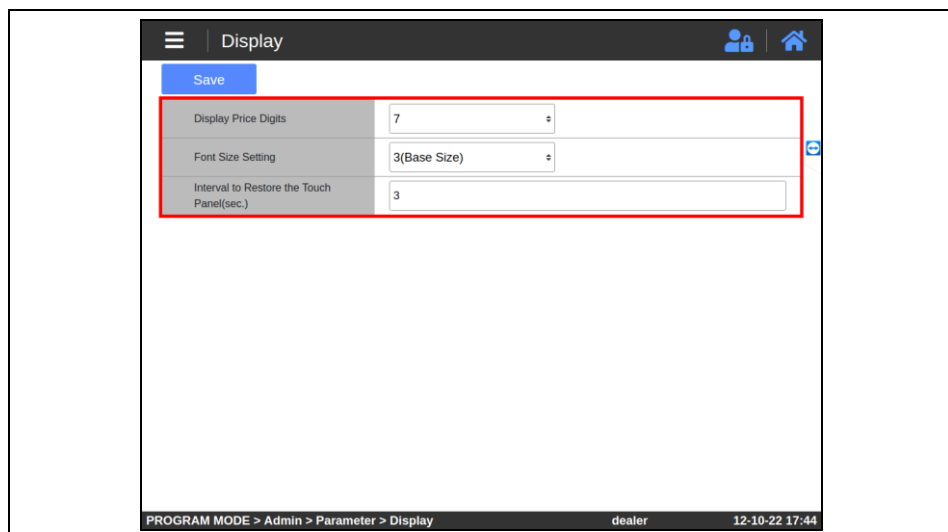 Display
Save
Display Price Digits
7
Font Size Setting
3(Base Size)
Interval to Restore the Touch
Panel(sec.)
3
PROGRAM MODE > Admin > Parameter > Display dealer 12-10-22 17:44